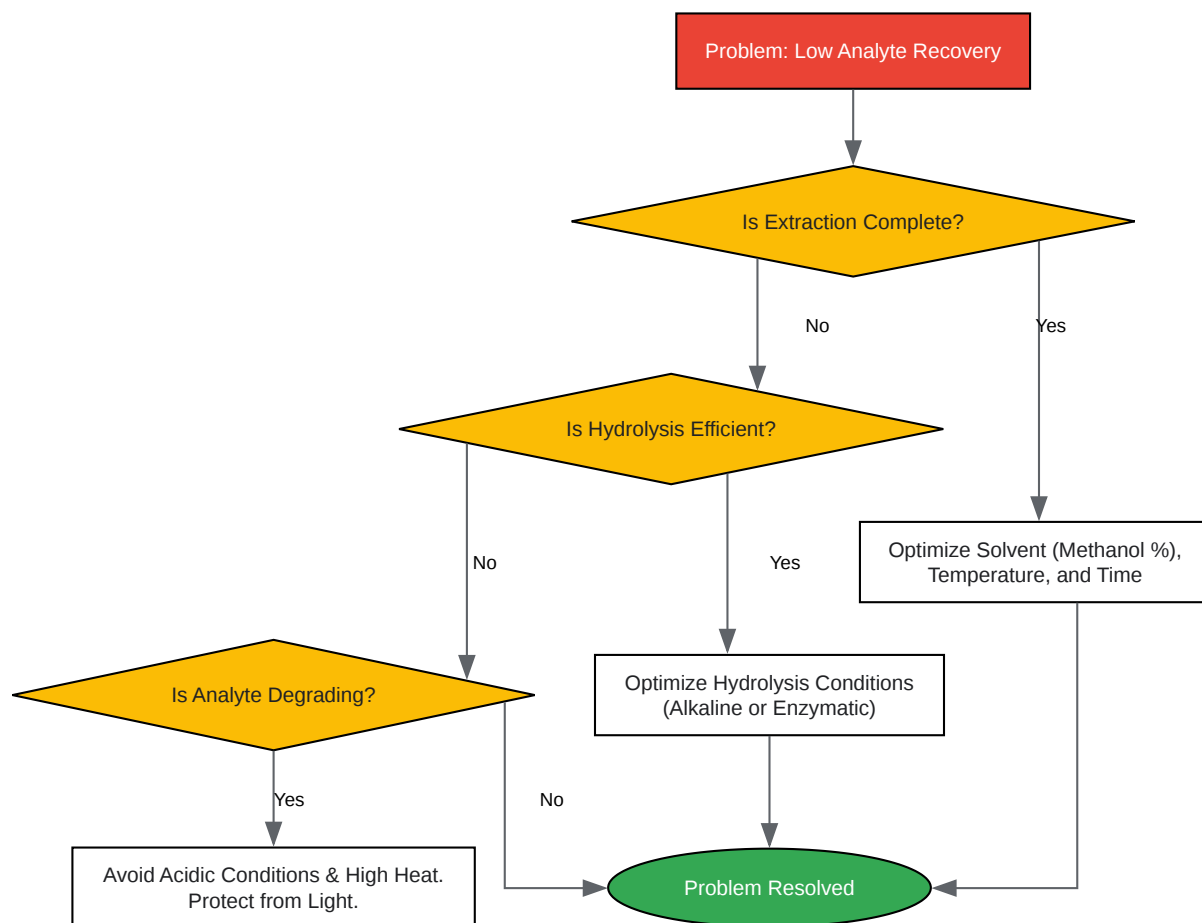 Problem: Low Analyte Recovery
Is Extraction Complete?
No
Yes
Is Hydrolysis Efficient?
Optimize Solvent (Methanol %),
Temperature, and Time
No
Yes
Is Analyte Degrading?
Optimize Hydrolysis Conditions
(Alkaline or Enzymatic)
Yes
No
Avoid Acidic Conditions & High Heat.
Protect from Light.
Problem Resolved